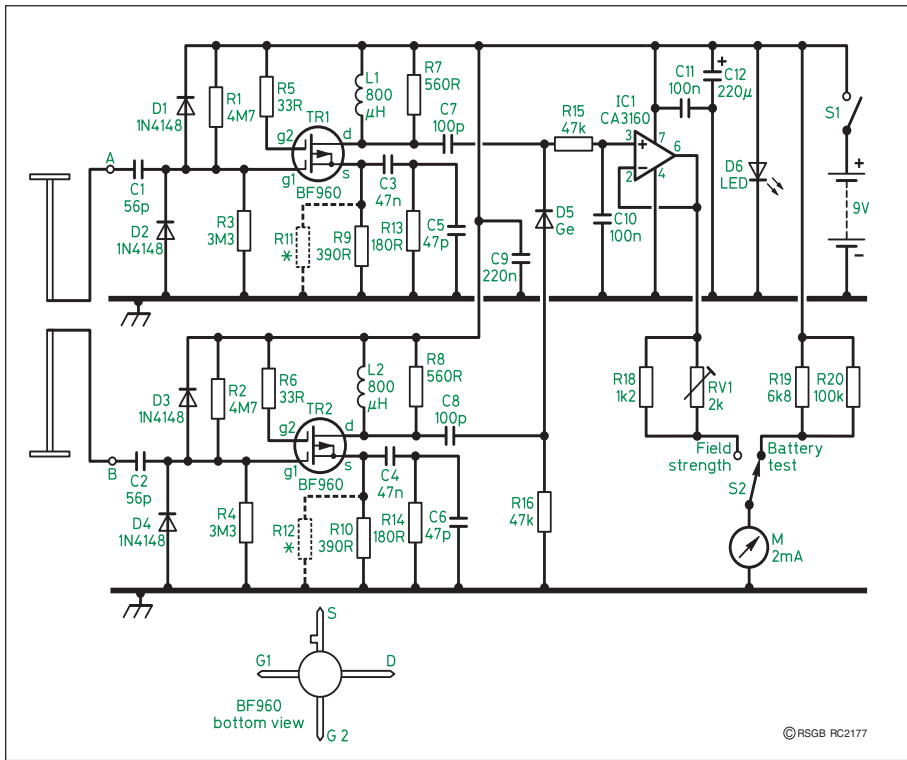 D1
1N4148
R1
4M7
R5
33R
g2
TR1
L1
800
μH
R7
560R
C7
100p
d
s
g1
BF960
A
C1
56p
D2
1N4148
R3
3M3
R11
*
R9
390R
C3
47n
R13
180R
C5
47p
C9
220n
D5
Ge
R15
47k
C10
100n
IC1
CA3160
3
+
−
2
7
6
4
C11
100n
+
C12
220μ
D6
LED
S1
+
9V
−
D3
1N4148
R2
4M7
R6
33R
g2
TR2
L2
800
μH
R8
560R
C8
100p
d
s
g1
BF960
B
C2
56p
D4
1N4148
R4
3M3
R12
*
R10
390R
C4
47n
R14
180R
C6
47p
R16
47k
R18
1k2
RV1
2k
R19
6k8
R20
100k
Field
strength
Battery
test
S2
M
2mA
S
G1
D
G2
BF960
bottom view
© RSGB RC2177